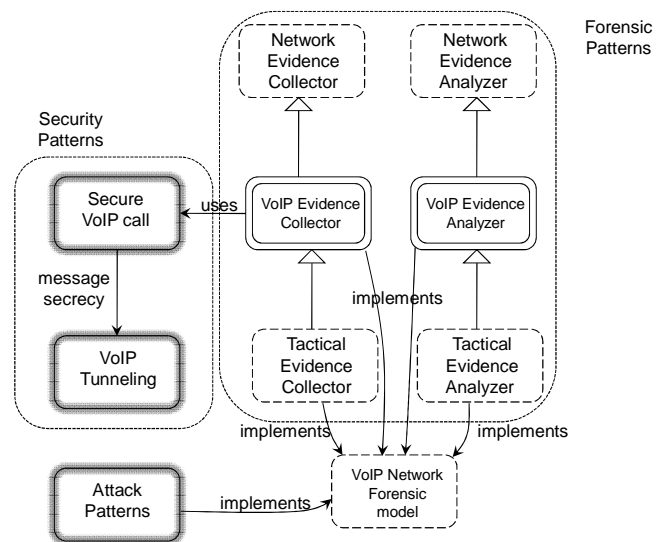 Network
Evidence
Collector
Network
Evidence
Analyzer
Forensic
Patterns
Security
Patterns
Secure
VoIP call
uses
VoIP Evidence
Collector
VoIP Evidence
Analyzer
message
secrecy
implements
VoIP
Tunneling
Tactical
Evidence
Collector
Tactical
Evidence
Analyzer
implements
implements
VoIP Network
Forensic
model
Attack
Patterns
implements